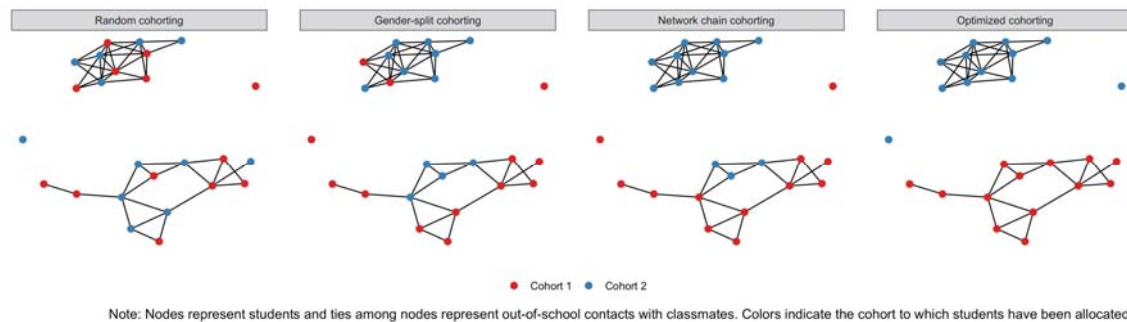 Random cohorting
Gender-split cohorting
Network chain cohorting
Optimized cohorting
Cohort 1
Cohort 2
Note: Nodes represent students and ties among nodes represent out-of-school contacts with classmates. Colors indicate the cohort to which students have been allocated